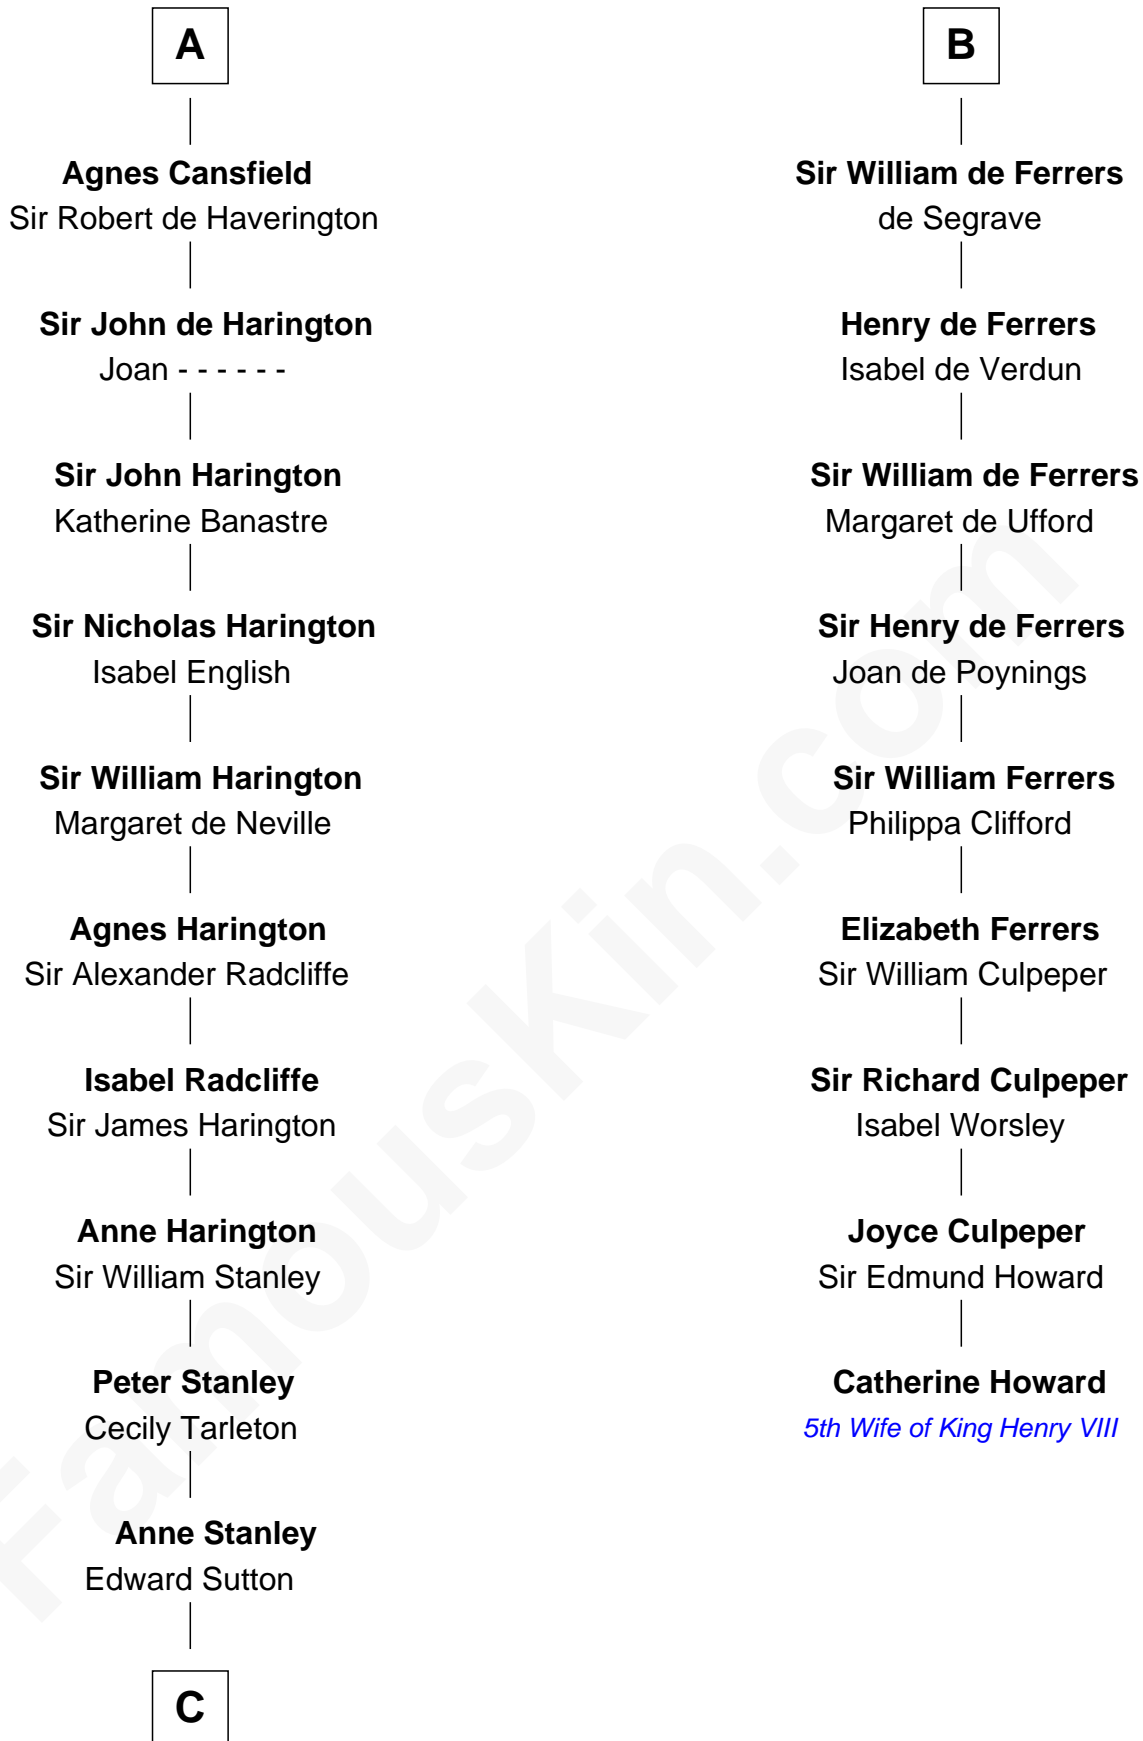 A
Agnes Cansfield
Sir Robert de Haverington
Sir John de Harington
Joan - - - - - -
Sir John Harington
Katherine Banastre
Sir Nicholas Harington
Isabel English
Sir William Harington
Margaret de Neville
Agnes Harington
Sir Alexander Radcliffe
Isabel Radcliffe
Sir James Harington
Anne Harington
Sir William Stanley
Peter Stanley
Cecily Tarleton
Anne Stanley
Edward Sutton
C
B
Sir William de Ferrers
de Segrave
Henry de Ferrers
Isabel de Verdun
Sir William de Ferrers
Margaret de Ufford
Sir Henry de Ferrers
Joan de Poynings
Sir William Ferrers
Philippa Clifford
Elizabeth Ferrers
Sir William Culpeper
Sir Richard Culpeper
Isabel Worsley
Joyce Culpeper
Sir Edmund Howard
Catherine Howard
5th Wife of King Henry VIII
FamousKin.com